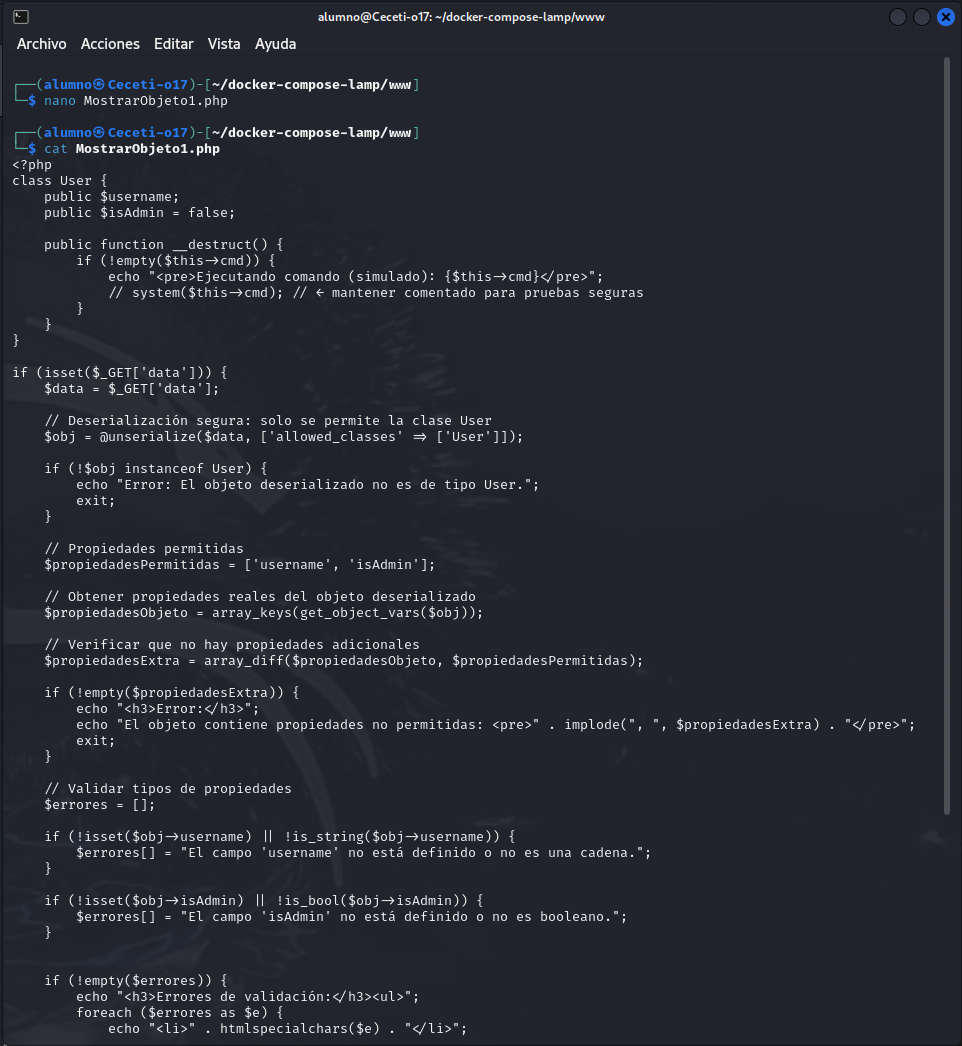 alumno@Ceceti-o17: ~/docker-compose-lamp/www
Archivo Acciones Editar Vista Ayuda
┌──(alumno㉿Ceceti-o17)-[~/docker-compose-lamp/www]
└─$ nano MostrarObjeto1.php
┌──(alumno㉿Ceceti-o17)-[~/docker-compose-lamp/www]
└─$ cat MostrarObjeto1.php
<?php
class User {
    public $username;
    public $isAdmin = false;

    public function __destruct() {
        if (!empty($this->cmd)) {
            echo "<pre>Ejecutando comando (simulado): {$this->cmd}</pre>";
            // system($this->cmd); // ← mantener comentado para pruebas seguras
        }
    }
}

if (isset($_GET['data'])) {
    $data = $_GET['data'];

    // Deserialización segura: solo se permite la clase User
    $obj = @unserialize($data, ['allowed_classes' => ['User']]);

    if (!$obj instanceof User) {
        echo "Error: El objeto deserializado no es de tipo User.";
        exit;
    }

    // Propiedades permitidas
    $propiedadesPermitidas = ['username', 'isAdmin'];

    // Obtener propiedades reales del objeto deserializado
    $propiedadesObjeto = array_keys(get_object_vars($obj));

    // Verificar que no hay propiedades adicionales
    $propiedadesExtra = array_diff($propiedadesObjeto, $propiedadesPermitidas);

    if (!empty($propiedadesExtra)) {
        echo "<h3>Error:</h3>";
        echo "El objeto contiene propiedades no permitidas: <pre>" . implode(", ", $propiedadesExtra) . "</pre>";
        exit;
    }

    // Validar tipos de propiedades
    $errores = [];

    if (!isset($obj->username) || !is_string($obj->username)) {
        $errores[] = "El campo 'username' no está definido o no es una cadena.";
    }

    if (!isset($obj->isAdmin) || !is_bool($obj->isAdmin)) {
        $errores[] = "El campo 'isAdmin' no está definido o no es booleano.";
    }


    if (!empty($errores)) {
        echo "<h3>Errores de validación:</h3><ul>";
        foreach ($errores as $e) {
            echo "<li>" . htmlspecialchars($e) . "</li>";